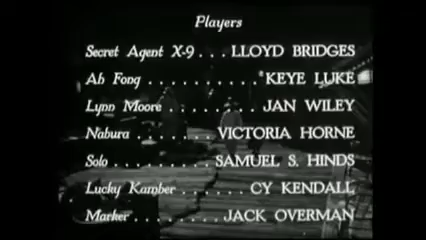 Players
Secret Agent X-9 . . . LLOYD BRIDGES
Ah Fong . . . . . . . . . . KEYE LUKE
Lynn Moore . . . . . . . . JAN WILEY
Nabura . . . . . . . VICTORIA HORNE
Solo . . . . . . . . SAMUEL S. HINDS
Lucky Kamber . . . . . . CY KENDALL
Marker . . . . . . . JACK OVERMAN